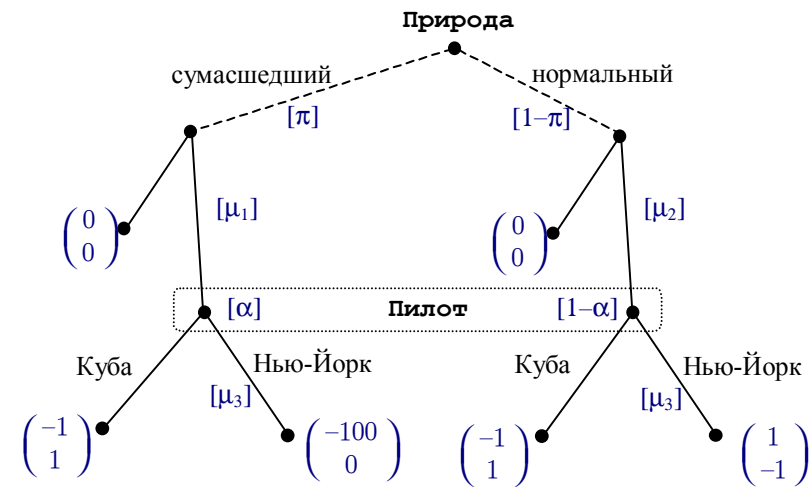 Природа
сумасшедший
нормальный
[π]
[1–π]
[μ1]
[μ2]
0
0
0
0
[α]
Пилот
[1–α]
Куба
Нью-Йорк
Куба
Нью-Йорк
[μ3]
[μ3]
–1
1
–100
0
–1
1
1
–1